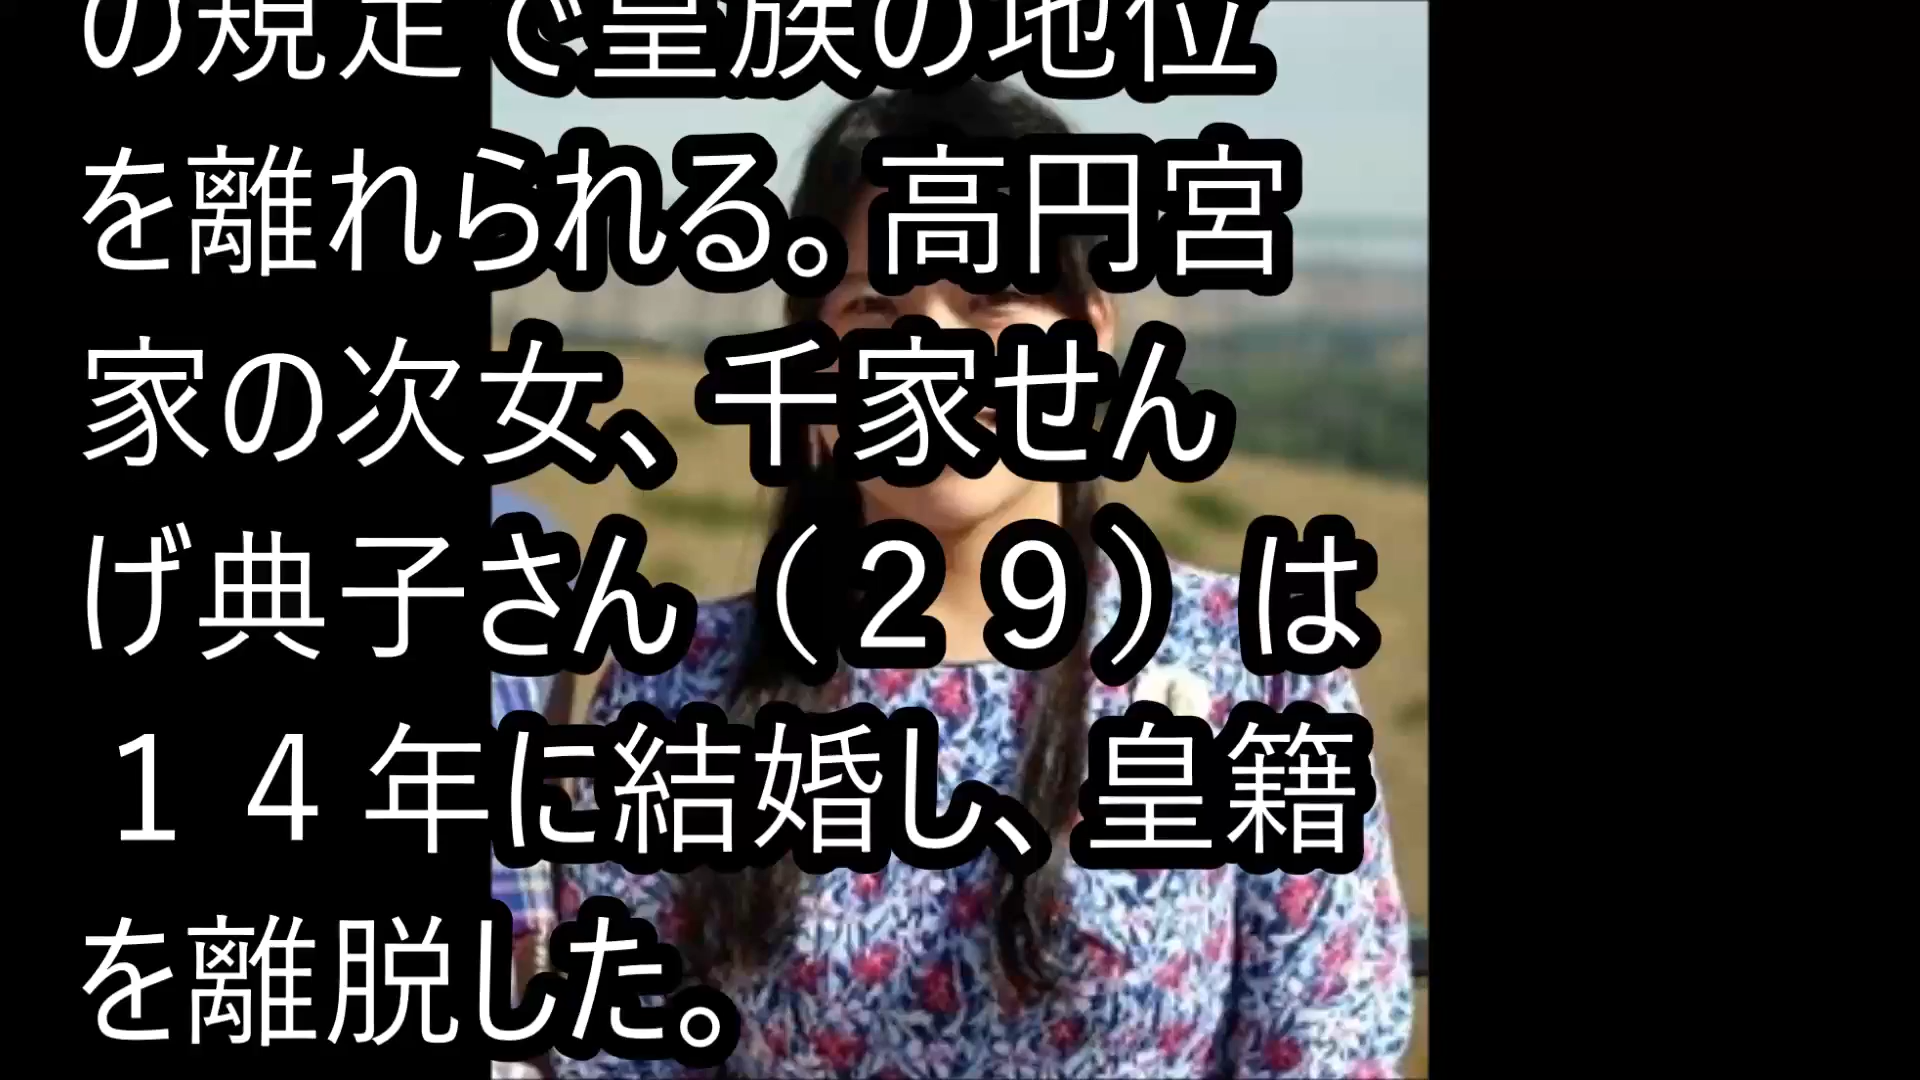 の規定で皇族の地位
を離れられる。高円宮
家の次女、千家せん
げ典子さん（２９）は
１４年に結婚し、皇籍
を離脱した。